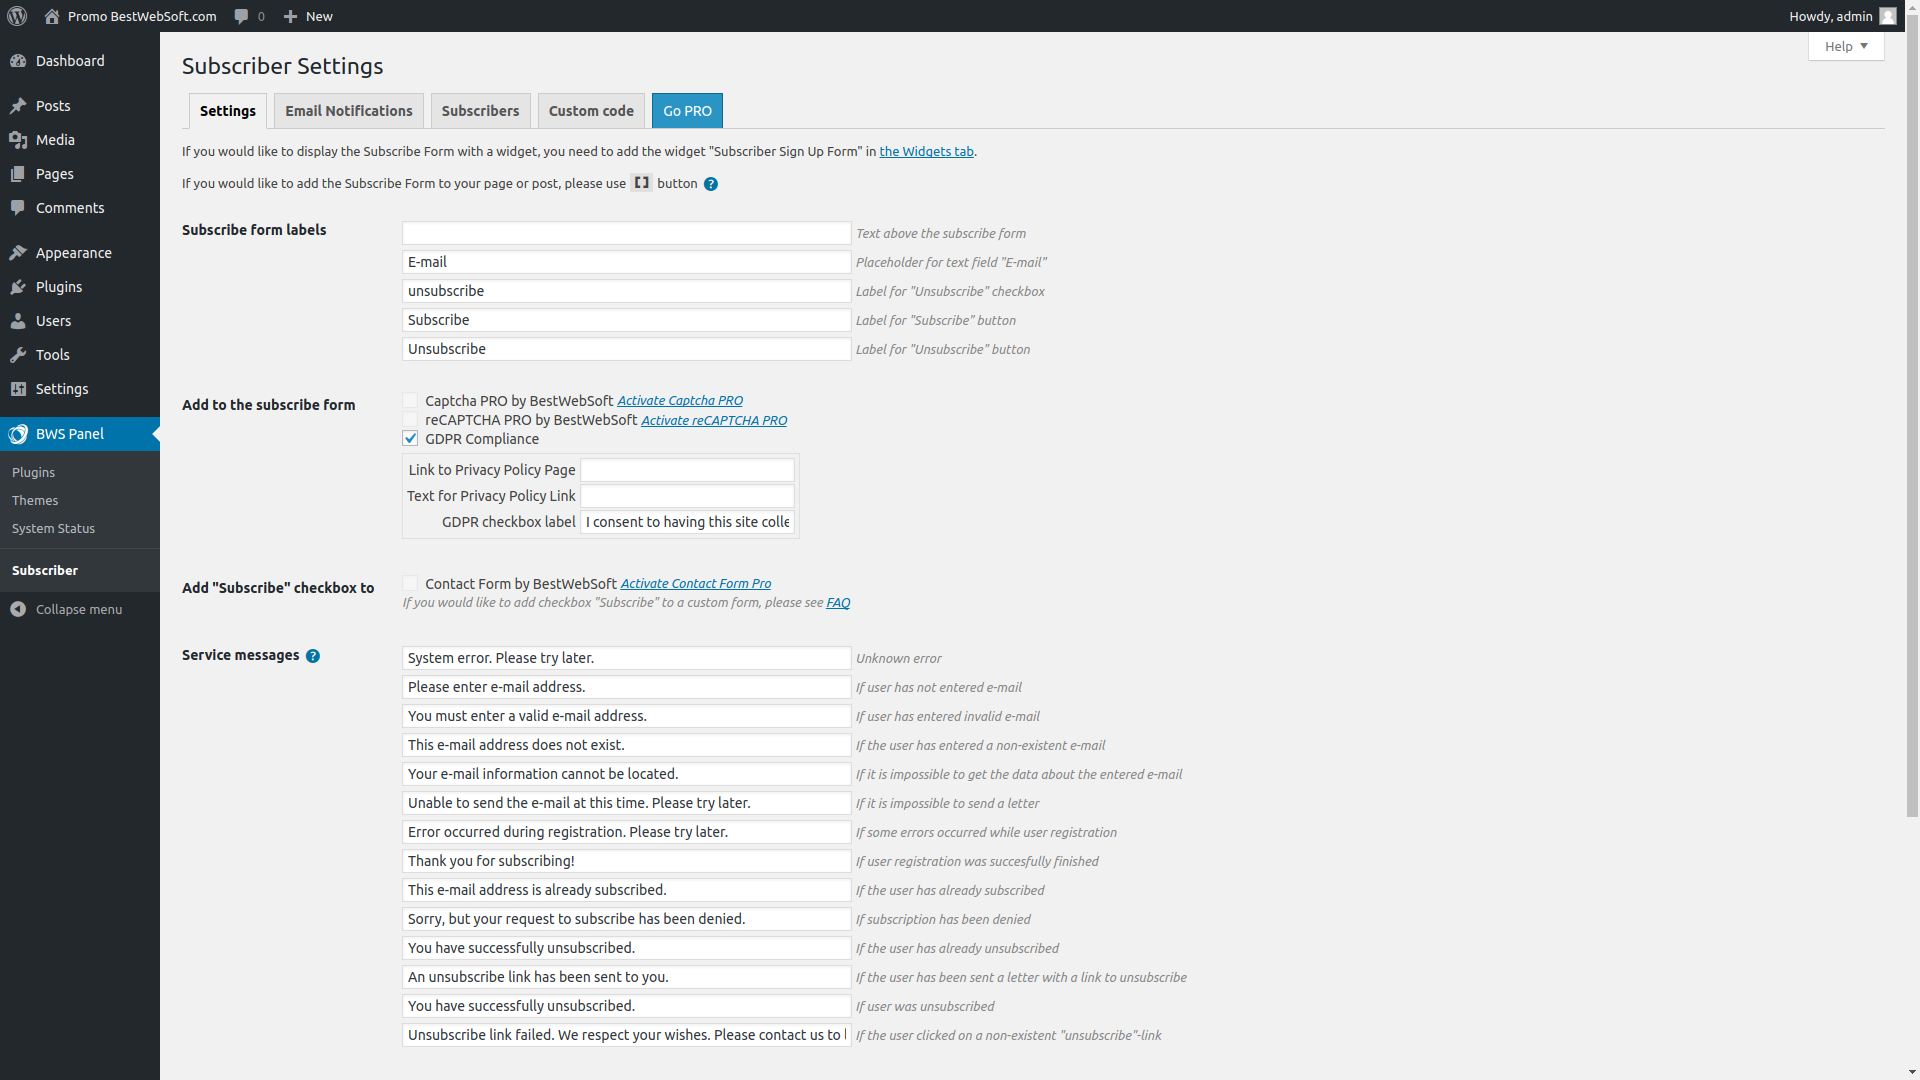 Promo BestWebSoft.com 0 New Howdy, admin
Help
Dashboard
Posts
Media
Pages
Comments
Appearance
Plugins
Users
Tools
Settings
BWS Panel
Plugins
Themes
System Status
Subscriber
Collapse menu
Subscriber Settings
Settings Email Notifications Subscribers Custom code Go PRO
If you would like to display the Subscribe Form with a widget, you need to add the widget "Subscriber Sign Up Form" in the Widgets tab.
If you would like to add the Subscribe Form to your page or post, please use button ?
Subscribe form labels
Text above the subscribe form
E-mail Placeholder for text field "E-mail"
unsubscribe Label for "Unsubscribe" checkbox
Subscribe Label for "Subscribe" button
Unsubscribe Label for "Unsubscribe" button
Add to the subscribe form
Captcha PRO by BestWebSoft Activate Captcha PRO
reCAPTCHA PRO by BestWebSoft Activate reCAPTCHA PRO
GDPR Compliance
Link to Privacy Policy Page
Text for Privacy Policy Link
GDPR checkbox label I consent to having this site colle
Add "Subscribe" checkbox to
Contact Form by BestWebSoft Activate Contact Form Pro
If you would like to add checkbox "Subscribe" to a custom form, please see FAQ
Service messages ?
System error. Please try later. Unknown error
Please enter e-mail address. If user has not entered e-mail
You must enter a valid e-mail address. If user has entered invalid e-mail
This e-mail address does not exist. If the user has entered a non-existent e-mail
Your e-mail information cannot be located. If it is impossible to get the data about the entered e-mail
Unable to send the e-mail at this time. Please try later. If it is impossible to send a letter
Error occurred during registration. Please try later. If some errors occurred while user registration
Thank you for subscribing! If user registration was succesfully finished
This e-mail address is already subscribed. If the user has already subscribed
Sorry, but your request to subscribe has been denied. If subscription has been denied
You have successfully unsubscribed. If the user has already unsubscribed
An unsubscribe link has been sent to you. If the user has been sent a letter with a link to unsubscribe
You have successfully unsubscribed. If user was unsubscribed
Unsubscribe link failed. We respect your wishes. Please contact us to If the user clicked on a non-existent "unsubscribe"-link